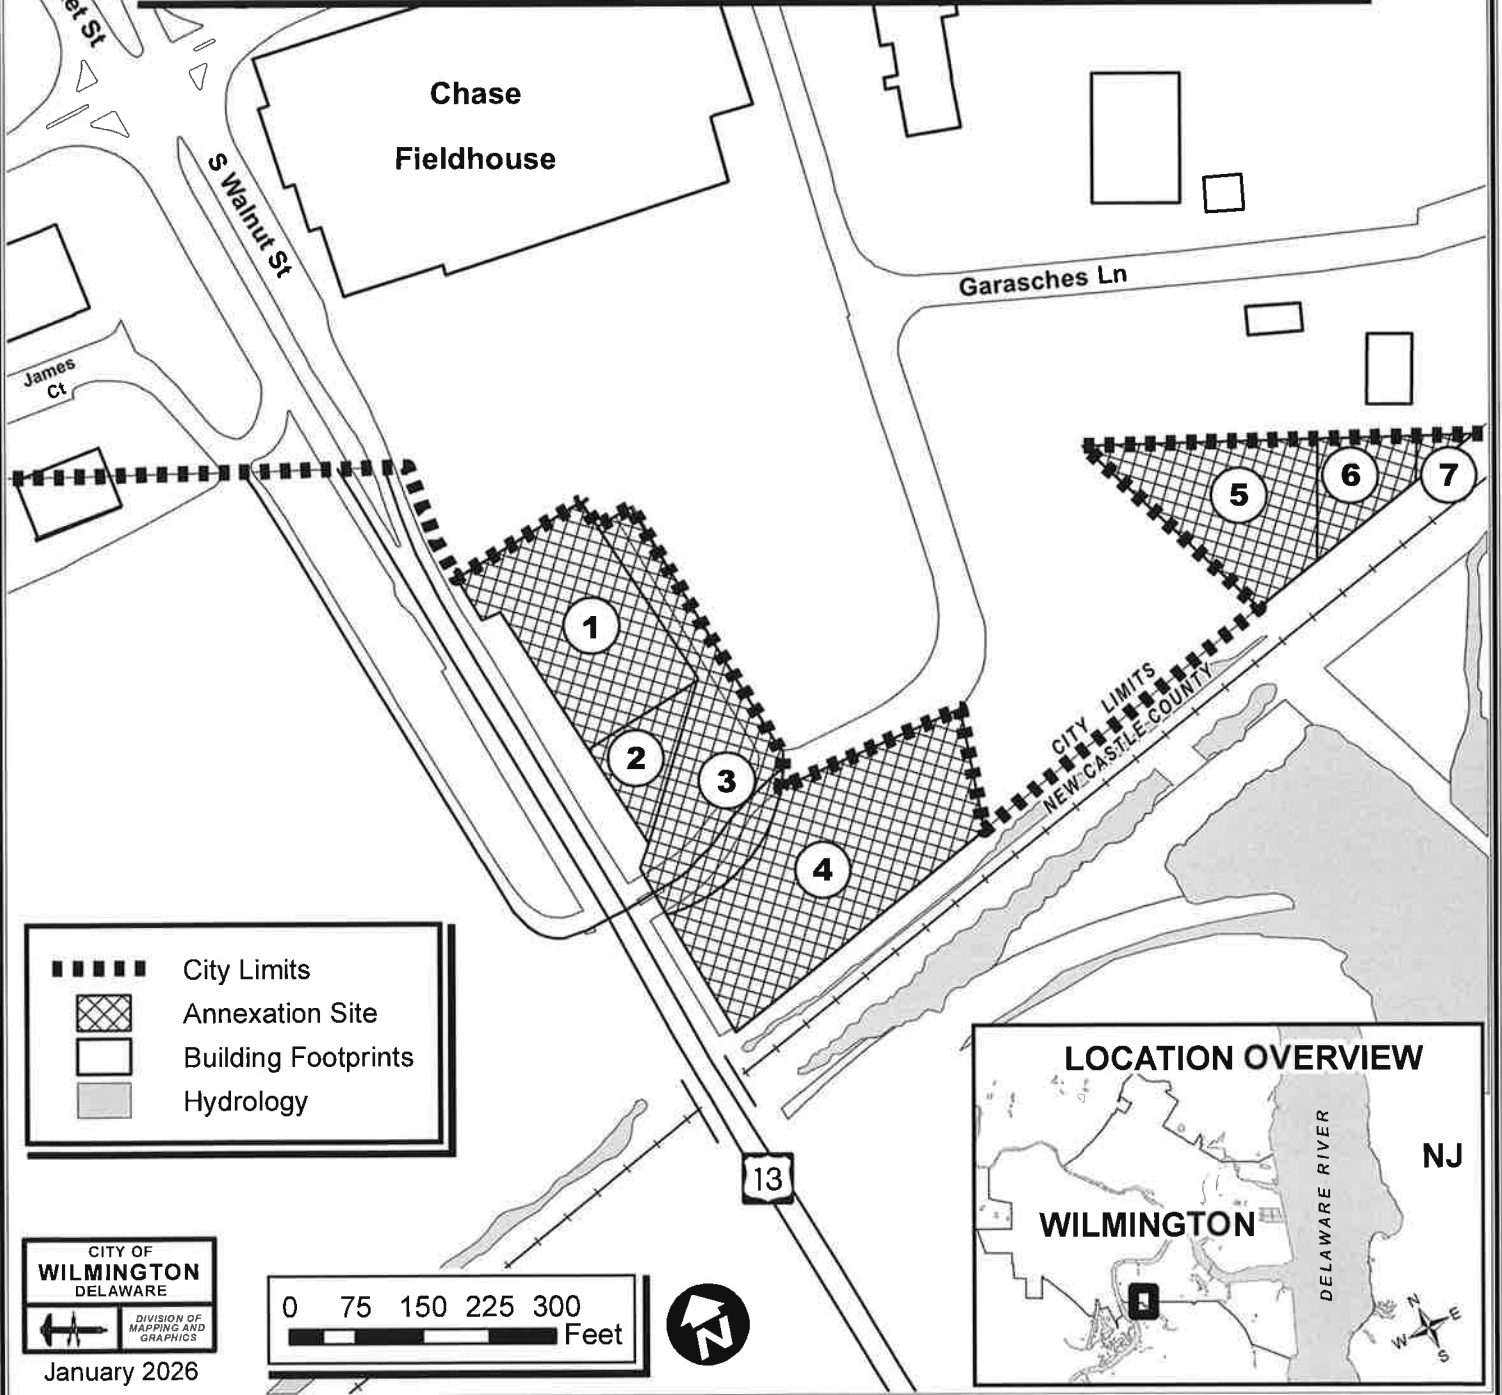 et St
Chase
Fieldhouse
S Walnut St
Garasches Ln
James
Ct
1
2
3
4
5
6
7
CITY LIMITS
NEW CASTLE COUNTY
City Limits
Annexation Site
Building Footprints
Hydrology
13
LOCATION OVERVIEW
NJ
WILMINGTON
DELAWARE RIVER
N
E
W
S
CITY OF
WILMINGTON
DELAWARE
DIVISION OF
MAPPING AND
GRAPHICS
January 2026
0 75 150 225 300
Feet
N